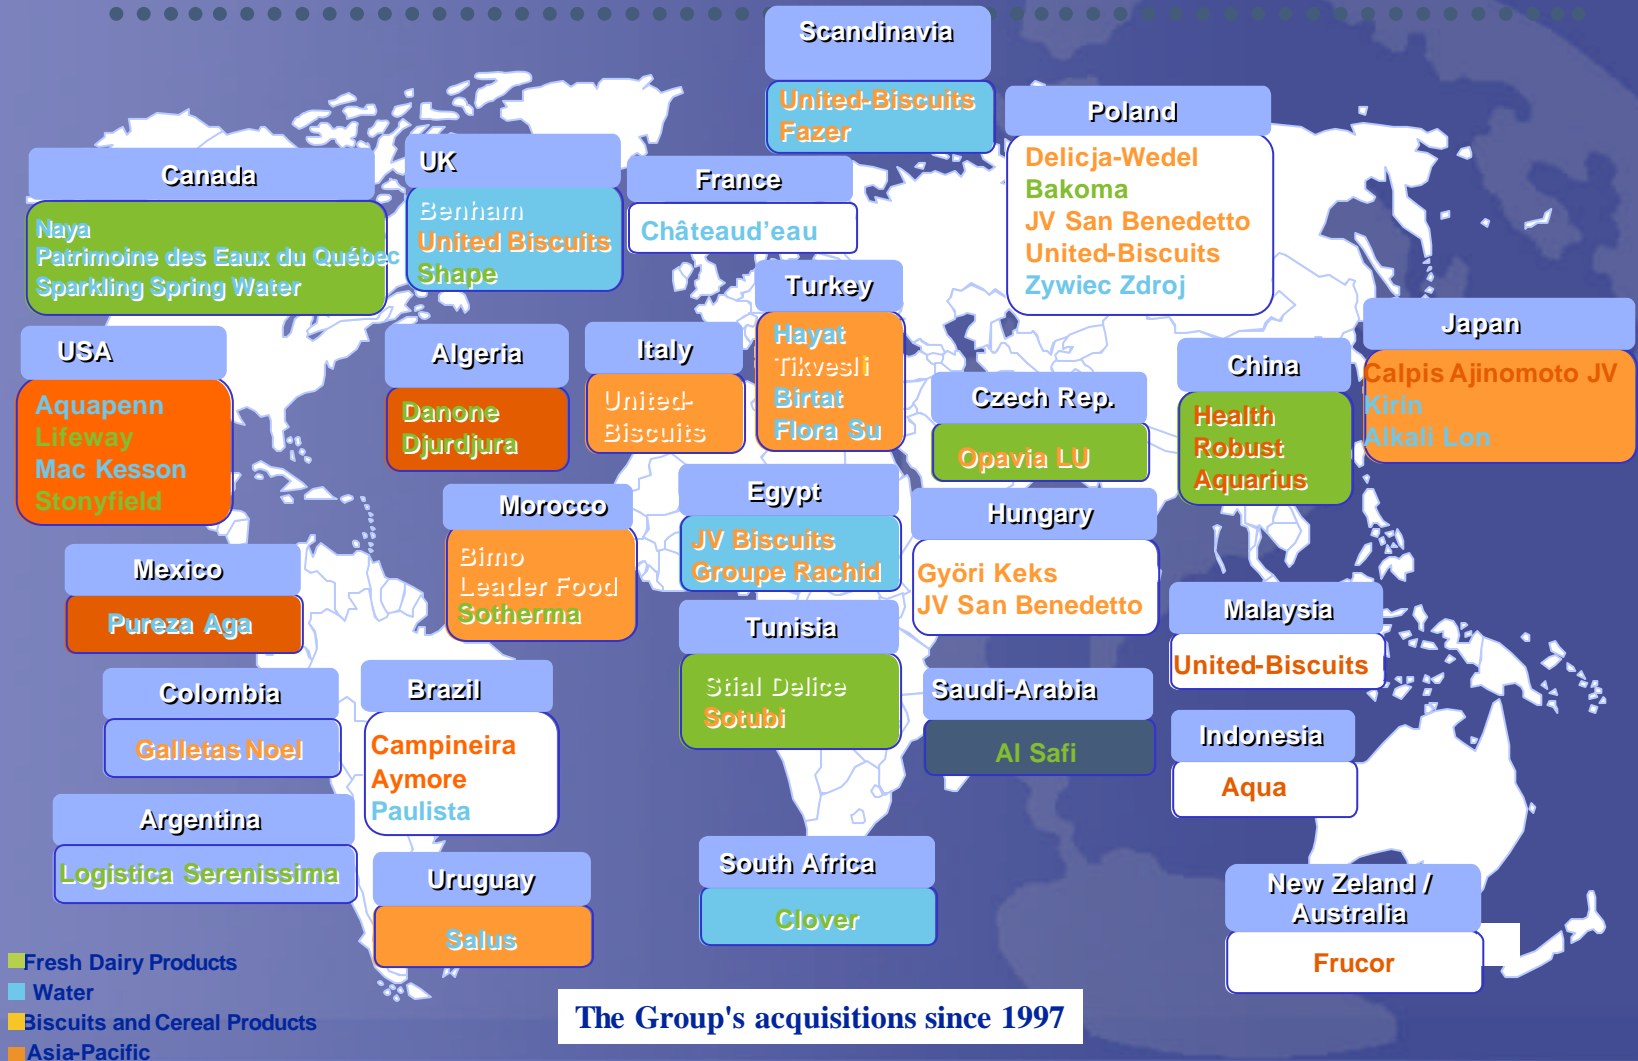 Scandinavia
United-Biscuits
Fazer
Poland
Delicja-Wedel
Bakoma
JV San Benedetto
United-Biscuits
Zywiec Zdroj
Canada
Naya
Patrimoine des Eaux du Québec
Sparkling Spring Water
UK
Benham
United Biscuits
Shape
France
Châteaud'eau
Turkey
Hayat
Tikvesli
Birtat
Flora Su
Japan
Calpis Ajinomoto JV
Kirin
Alkali Lon
USA
Aquapenn
Lifeway
Mac Kesson
Stonyfield
Algeria
Danone
Djurdjura
Italy
United-
Biscuits
Czech Rep.
Opavia LU
China
Health
Robust
Aquarius
Morocco
Bimo
Leader Food
Sotherma
Egypt
JV Biscuits
Groupe Rachid
Hungary
Györi Keks
JV San Benedetto
Mexico
Pureza Aga
Tunisia
Stial Delice
Sotubi
Malaysia
United-Biscuits
Colombia
Galletas Noel
Brazil
Campineira
Aymore
Paulista
Saudi-Arabia
Al Safi
Indonesia
Aqua
Argentina
Logistica Serenissima
Uruguay
Salus
South Africa
Clover
New Zeland /
Australia
Frucor
Fresh Dairy Products
Water
Biscuits and Cereal Products
Asia-Pacific
The Group's acquisitions since 1997